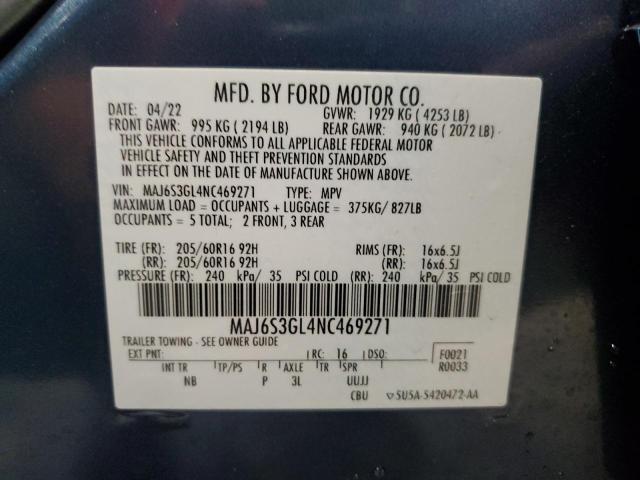 MFD. BY FORD MOTOR CO.
DATE: 04/22 GVWR: 1929 KG ( 4253 LB)
FRONT GAWR: 995 KG ( 2194 LB) REAR GAWR: 940 KG ( 2072 LB)
THIS VEHICLE CONFORMS TO ALL APPLICABLE FEDERAL MOTOR
VEHICLE SAFETY AND THEFT PREVENTION STANDARDS
IN EFFECT ON THE DATE OF MANUFACTURE SHOWN ABOVE.
VIN: MAJ6S3GL4NC469271 TYPE: MPV
MAXIMUM LOAD = OCCUPANTS + LUGGAGE = 375KG/ 827LB
OCCUPANTS = 5 TOTAL; 2 FRONT, 3 REAR
TIRE (FR): 205/60R16 92H RIMS (FR): 16x6.5J
(RR): 205/60R16 92H (RR): 16x6.5J
PRESSURE (FR): 240 kPa/ 35 PSI COLD (RR): 240 kPa/ 35 PSI COLD
MAJ6S3GL4NC469271
TRAILER TOWING - SEE OWNER GUIDE
EXT PNT: RC: 16 DSO: F0021
INT TR TP/PS R AXLE TR SPR R0033
NB P 3L UUJJ
CBU ▽5U5A-5420472-AA